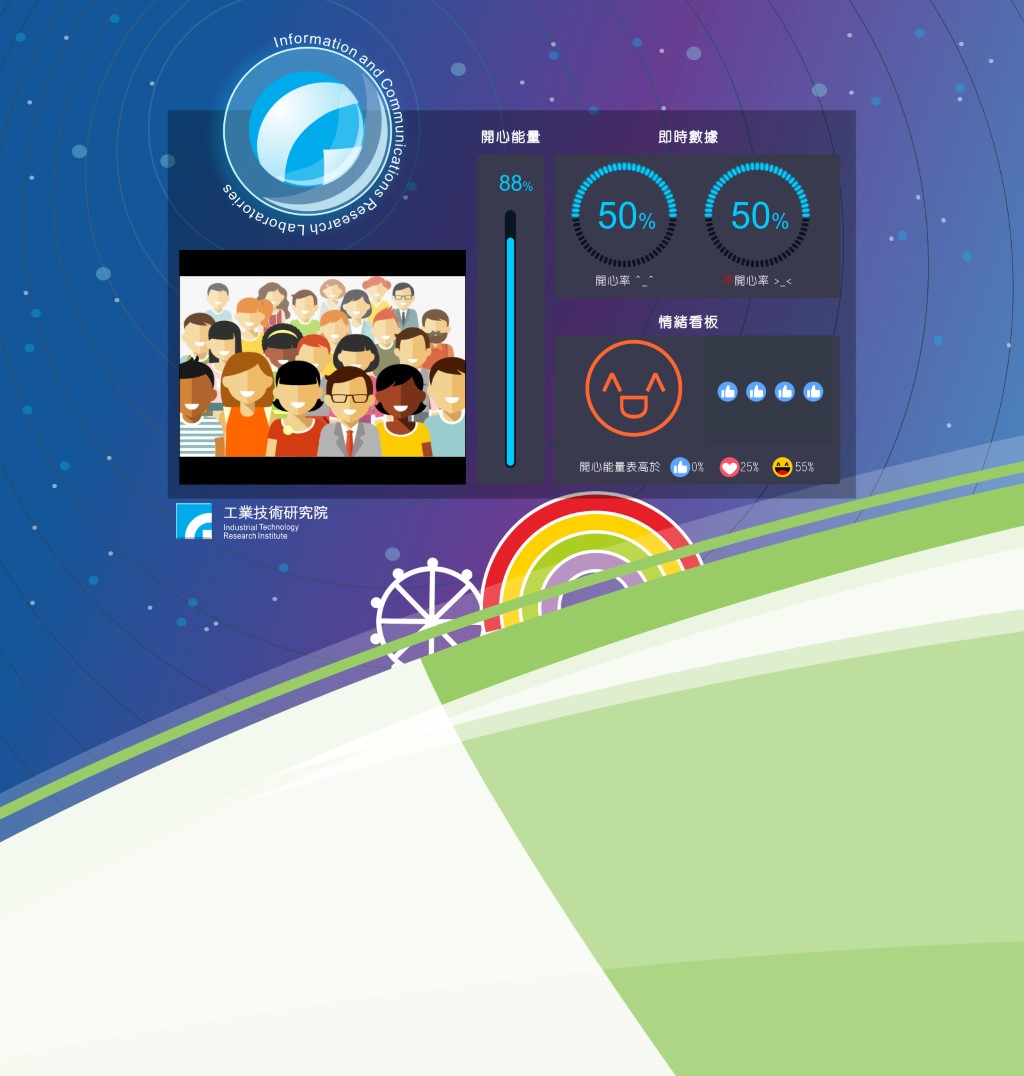 Information and Communications Research Laboratories
開心能量
88%
即時數據
50%
50%
開心率 ^_^
不開心率 >_<
情緒看板
開心能量表高於 0% 25% 55%
工業技術研究院
Industrial Technology
Research Institute